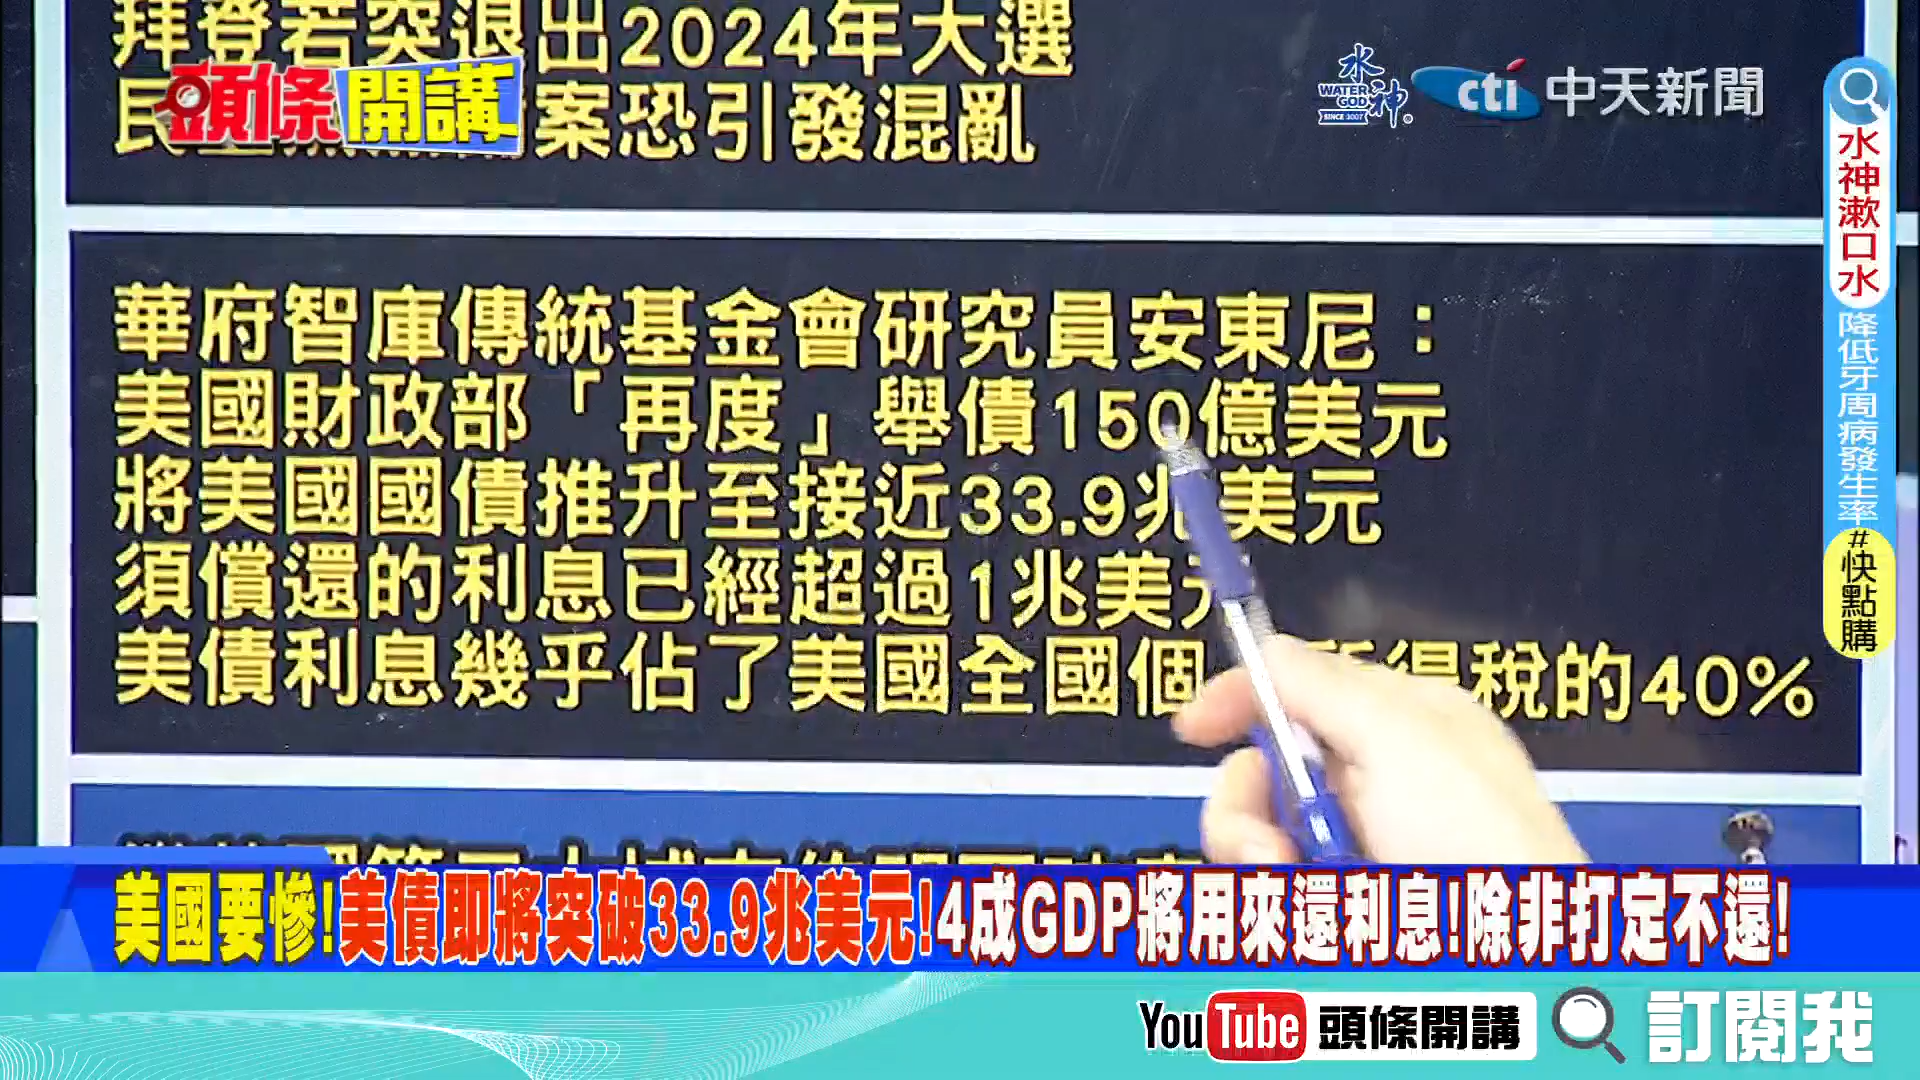 拜登若突退出2024年大選
案恐引發混亂
頭條開講
水神
WATER GOD
SINCE 3007
cti 中天新聞
華府智庫傳統基金會研究員安東尼：
美國財政部「再度」舉債150億美元
將美國國債推升至接近33.9兆美元
須償還的利息已經超過1兆美元
美債利息幾乎佔了美國全國個 所得稅的40%
水神漱口水
降低牙周病發生率
#快點購
美國要慘!美債即將突破33.9兆美元!4成GDP將用來還利息!除非打定不還!
YouTube 頭條開講 訂閱我